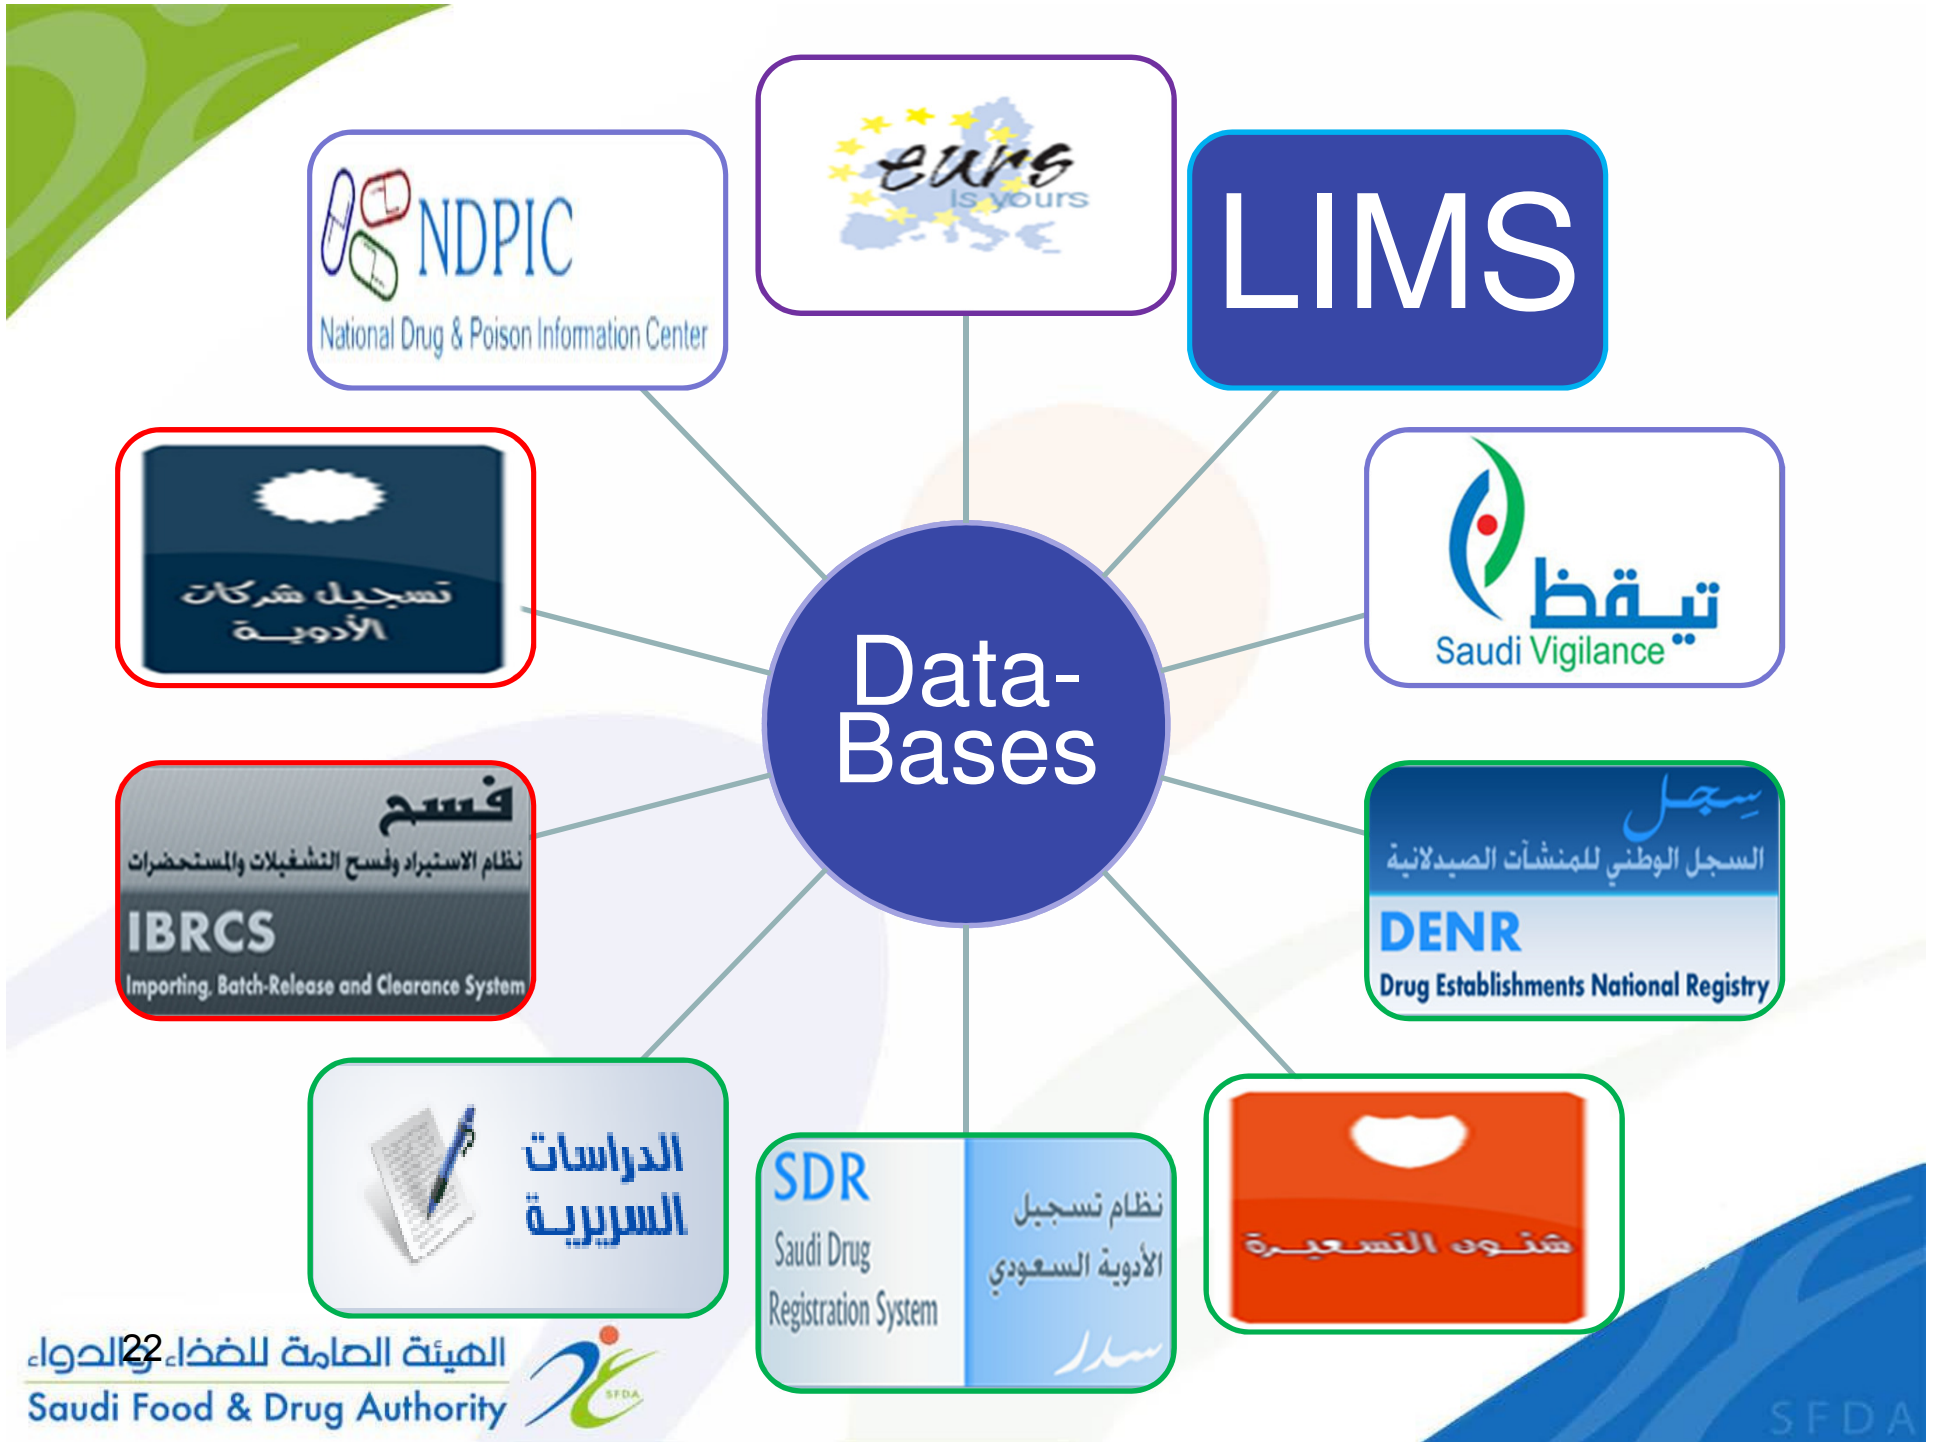 eurs
is yours
LIMS
NDPIC
National Drug & Poison Information Center
تيقظ
Saudi Vigilance
تسجيل شركات
الأدوية
Data-
Bases
سِجل
السجل الوطني للمنشآت الصيدلانية
DENR
Drug Establishments National Registry
فسح
نظام الاستيراد وفسح التشغيلات والمستحضرات
IBRCS
Importing, Batch-Release and Clearance System
الدراسات
السريرية
SDR
Saudi Drug
Registration System
نظام تسجيل
الأدوية السعودي
سدر
شئون التسعيرة
22
الهيئة العامة للغذاء والدواء
Saudi Food & Drug Authority
SFDA
SFDA